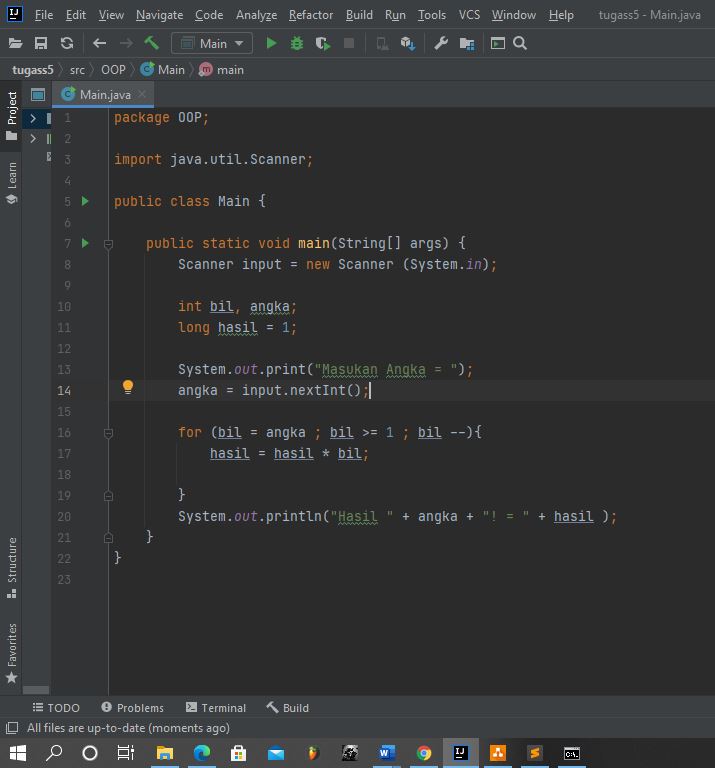 File Edit View Navigate Code Analyze Refactor Build Run Tools VCS Window Help tugass5 - Main.java
Main
tugass5 src OOP Main main
Project
Learn
Structure
Favorites
Main.java
1 package OOP;
2
3 import java.util.Scanner;
4
5 public class Main {
6
7 public static void main(String[] args) {
8 Scanner input = new Scanner (System.in);
9
10 int bil, angka;
11 long hasil = 1;
12
13 System.out.print("Masukan Angka = ");
14 angka = input.nextInt();
15
16 for (bil = angka ; bil >= 1 ; bil --){
17 hasil = hasil * bil;
18
19 }
20 System.out.println("Hasil " + angka + "! = " + hasil );
21 }
22 }
23
TODO Problems Terminal Build
All files are up-to-date (moments ago)